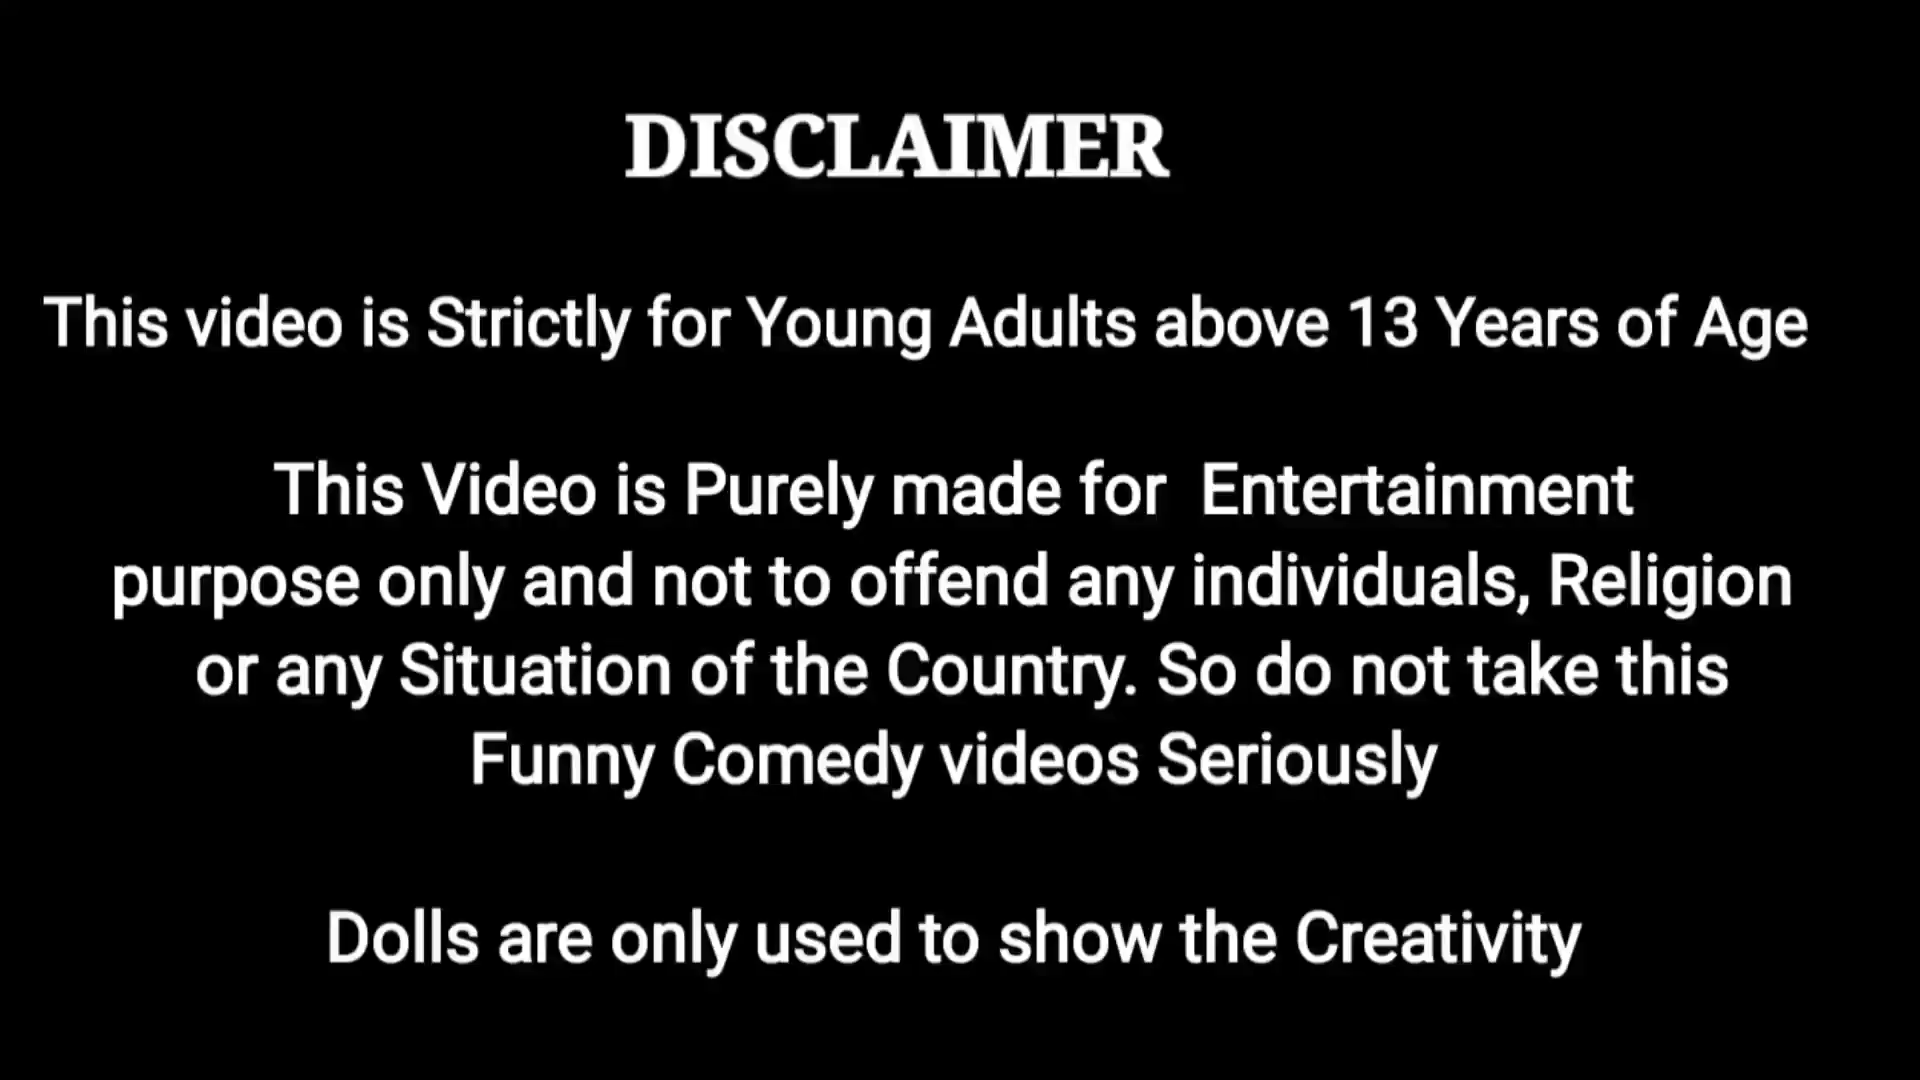 DISCLAIMER
This video is Strictly for Young Adults above 13 Years of Age
This Video is Purely made for  Entertainment
purpose only and not to offend any individuals, Religion
or any Situation of the Country. So do not take this
Funny Comedy videos Seriously
Dolls are only used to show the Creativity